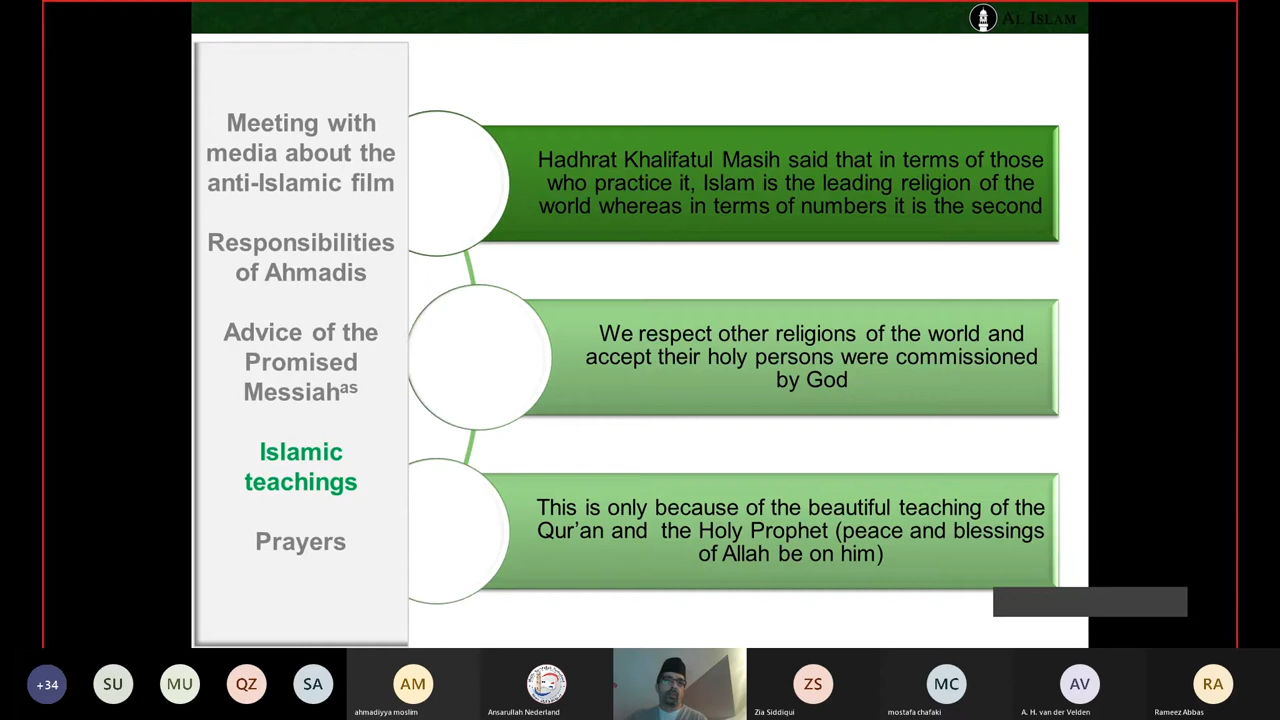 AL ISLAM
Meeting with
media about the
anti-Islamic film
Responsibilities
of Ahmadis
Advice of the
Promised
Messiahas
Islamic
teachings
Prayers
Hadhrat Khalifatul Masih said that in terms of those
who practice it, Islam is the leading religion of the
world whereas in terms of numbers it is the second
We respect other religions of the world and
accept their holy persons were commissioned
by God
This is only because of the beautiful teaching of the
Qur’an and the Holy Prophet (peace and blessings
of Allah be on him)
+34
SU
MU
QZ
SA
AM
ahmadiyya moslim
Ansarullah Nederland
ZS
Zia Siddiqui
MC
mostafa chafaki
AV
A. H. van der Velden
RA
Rameez Abbas